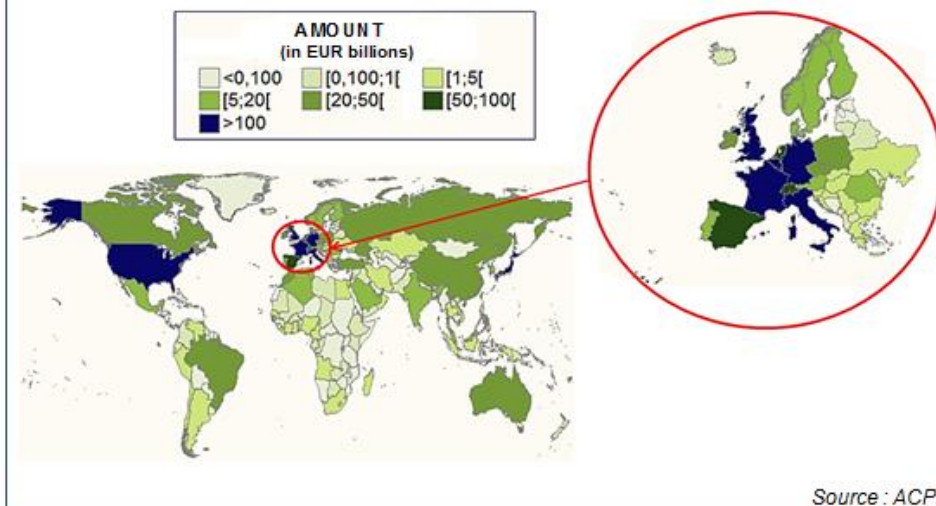 AMOUNT
(in EUR billions)
<0,100 [0,100;1[ [1;5[
[5;20[ [20;50[ [50;100[
>100
Source : ACP